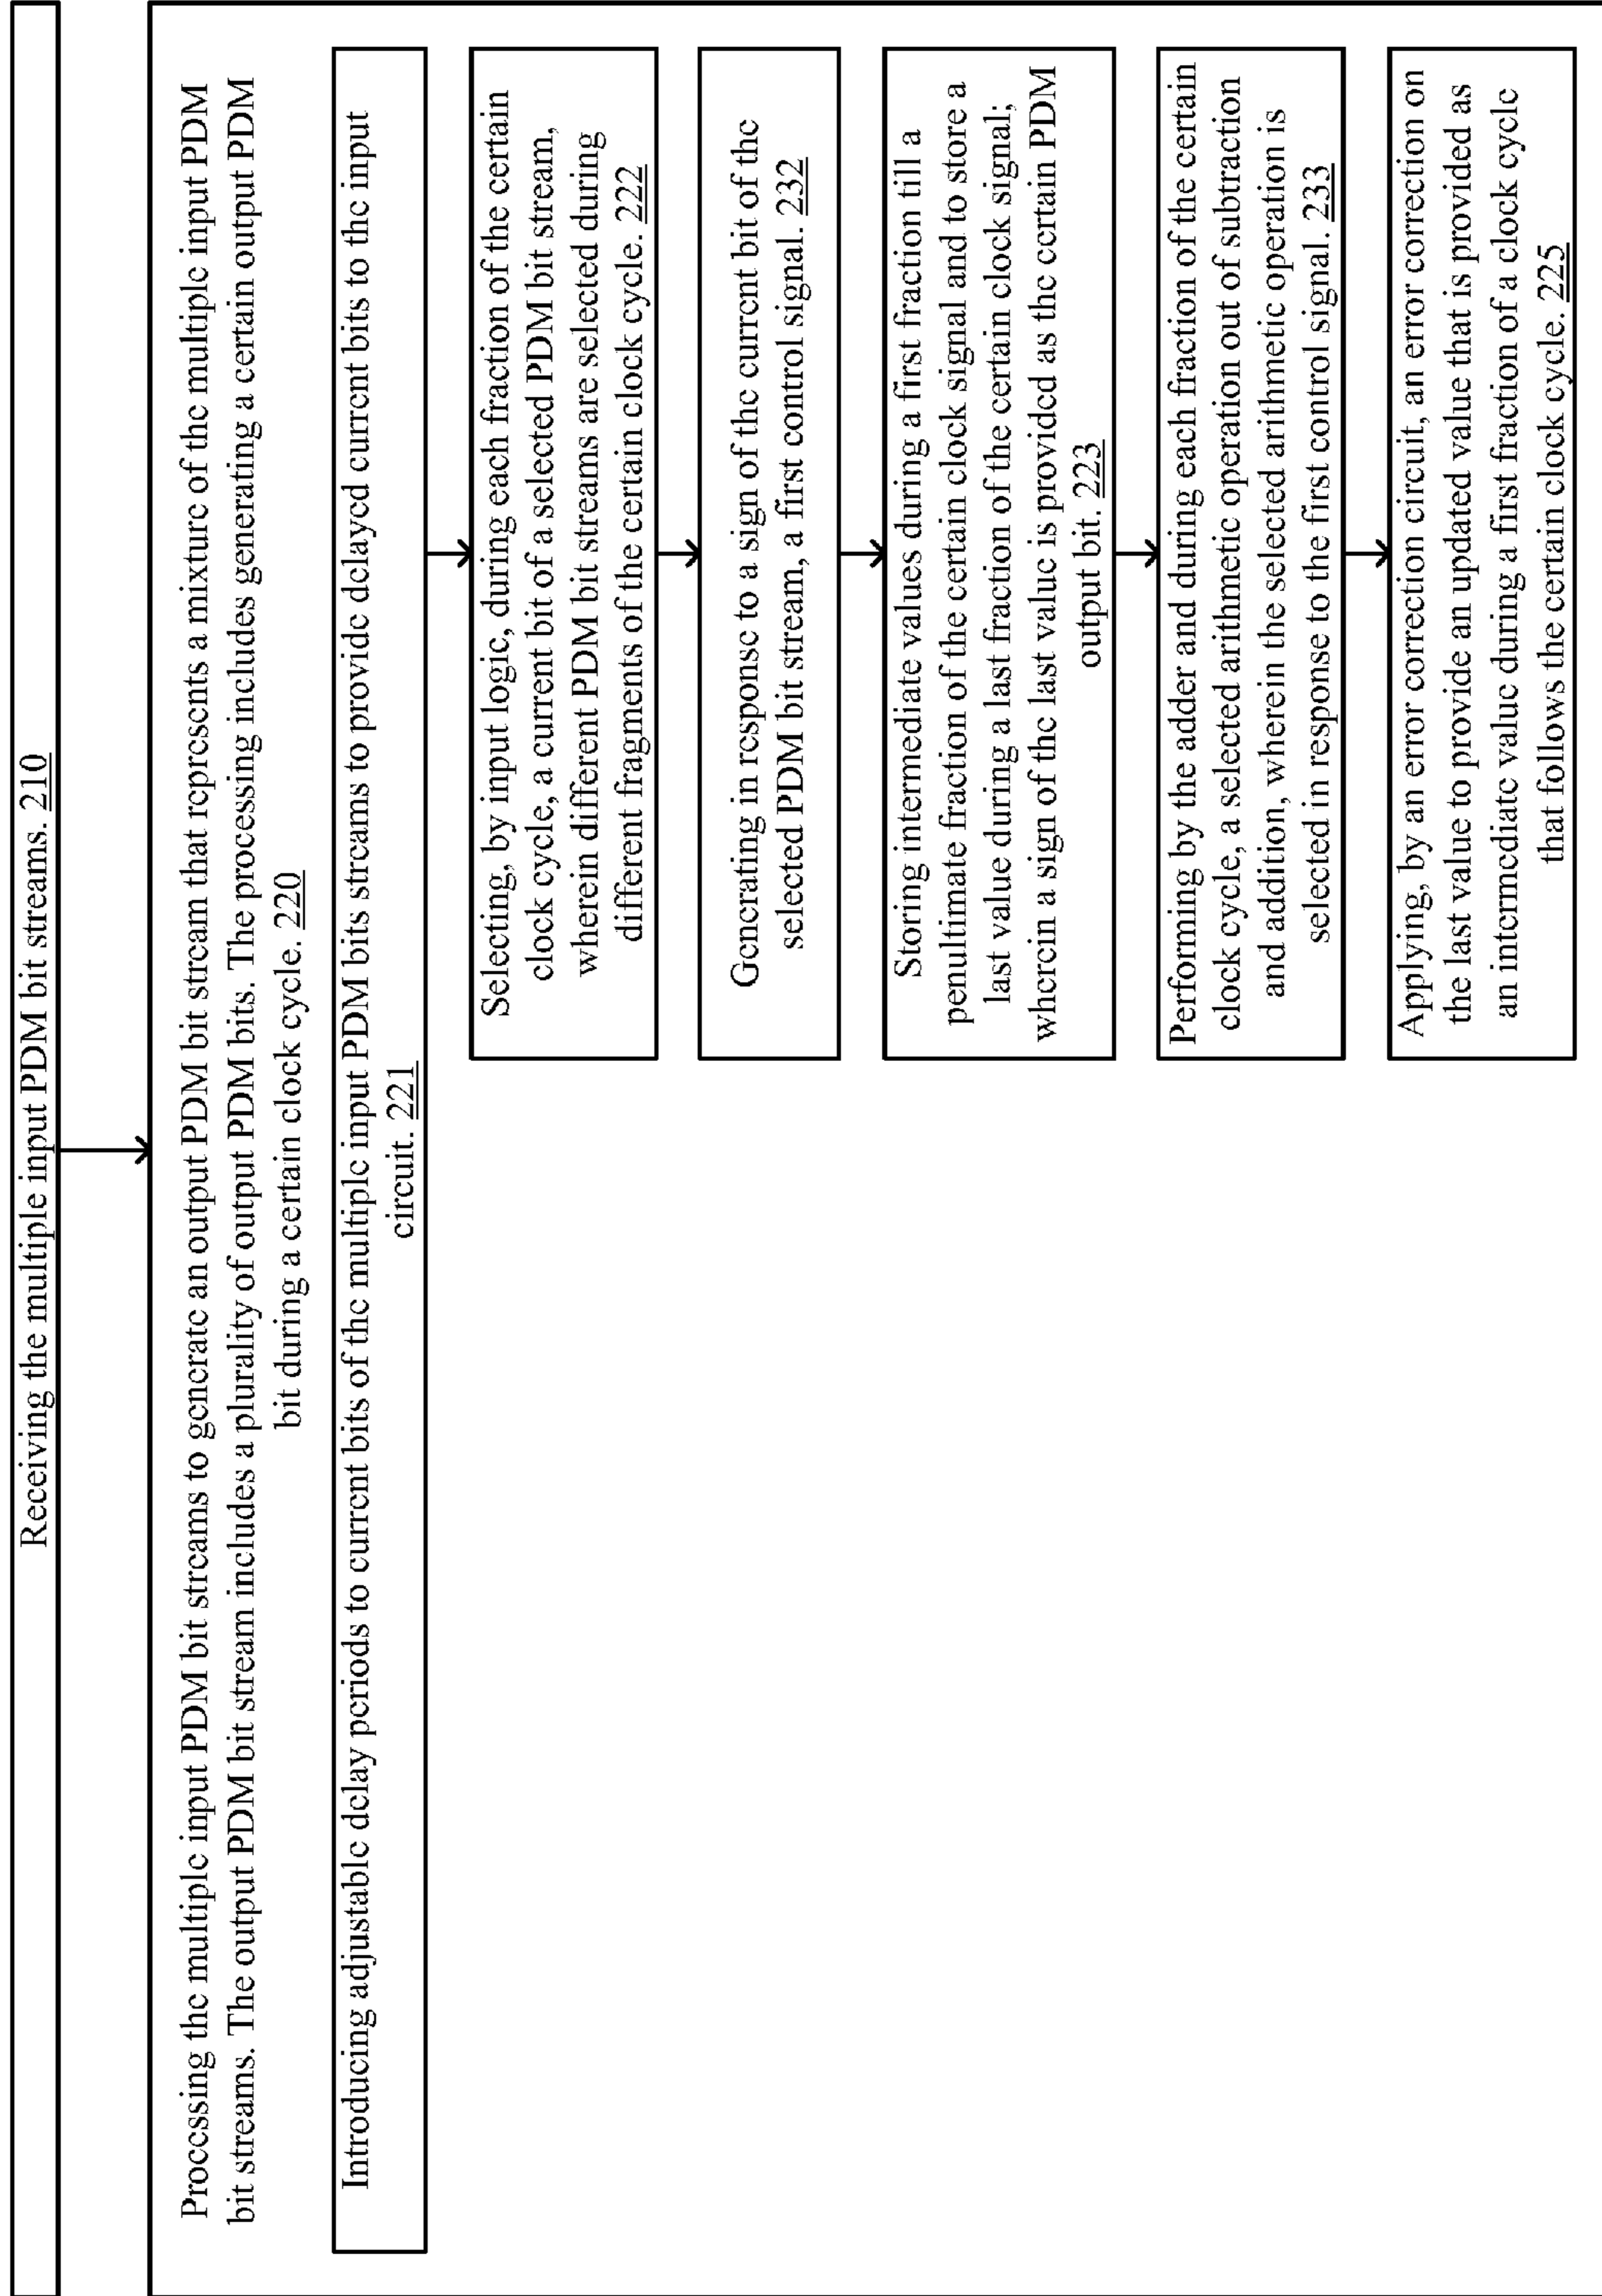 Receiving the multiple input PDM bit streams. 210
Processing the multiple input PDM bit streams to generate an output PDM bit stream that represents a mixture of the multiple input PDM
bit streams. The output PDM bit stream includes a plurality of output PDM bits. The processing includes generating a certain output PDM
bit during a certain clock cycle. 220
Introducing adjustable delay periods to current bits of the multiple input PDM bits streams to provide delayed current bits to the input
circuit. 221
Selecting, by input logic, during each fraction of the certain
clock cycle, a current bit of a selected PDM bit stream,
wherein different PDM bit streams are selected during
different fragments of the certain clock cycle. 222
Generating in response to a sign of the current bit of the
selected PDM bit stream, a first control signal. 232
Storing intermediate values during a first fraction till a
penultimate fraction of the certain clock signal and to store a
last value during a last fraction of the certain clock signal;
wherein a sign of the last value is provided as the certain PDM
output bit. 223
Performing by the adder and during each fraction of the certain
clock cycle, a selected arithmetic operation out of subtraction
and addition, wherein the selected arithmetic operation is
selected in response to the first control signal. 233
Applying, by an error correction circuit, an error correction on
the last value to provide an updated value that is provided as
an intermediate value during a first fraction of a clock cycle
that follows the certain clock cycle. 225